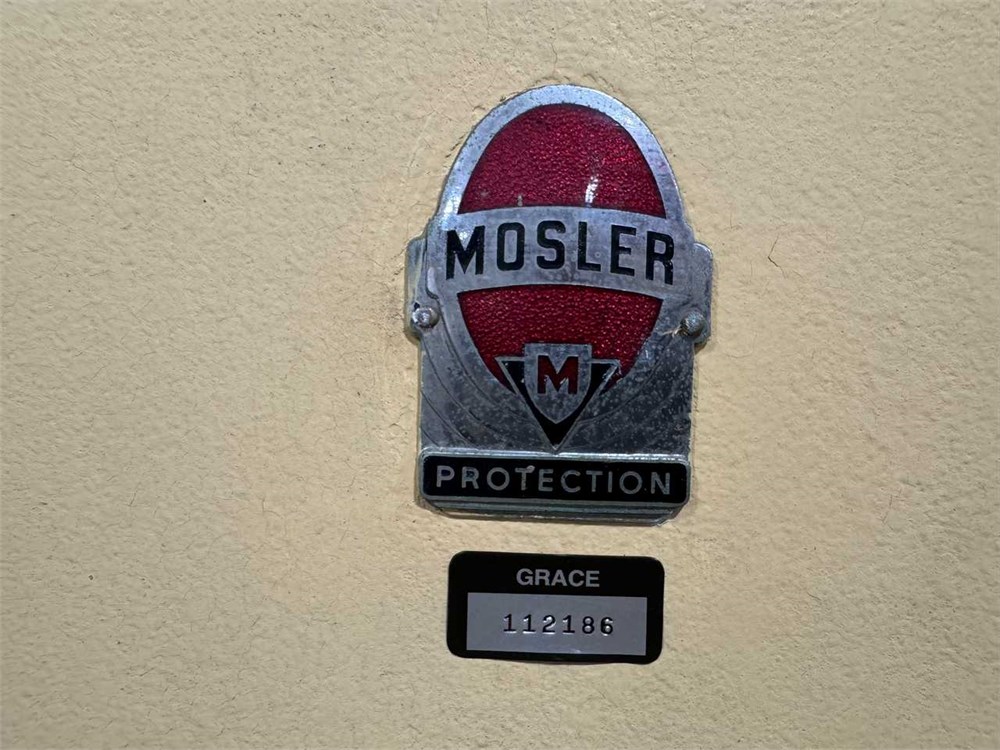 MOSLER
M
PROTECTION
GRACE
112186